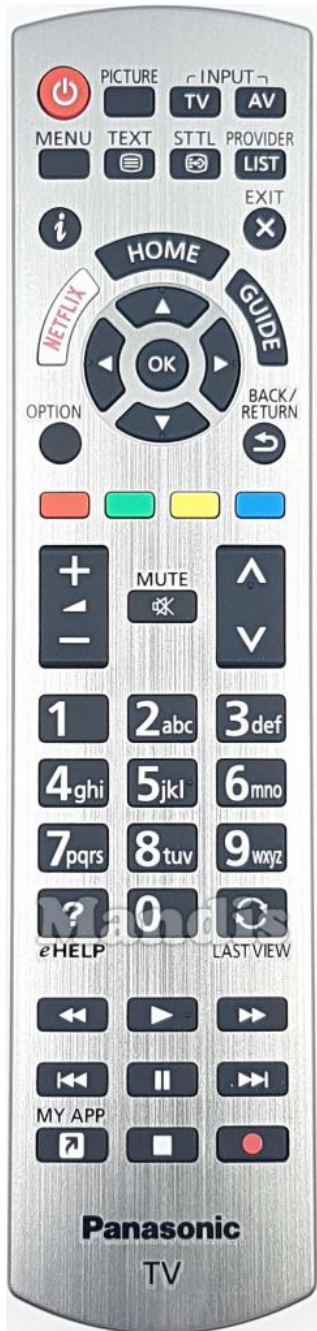 PICTURE
INPUT
TV AV
MENU TEXT STTL PROVIDER
LIST
EXIT
i
HOME
NETFLIX
GUIDE
OK
OPTION
BACK/
RETURN
MUTE
1 2abc 3def
4ghi 5jkl 6mno
7pqrs 8tuv 9wxyz
? 0
Mandis
eHELP LAST VIEW
MY APP
Panasonic
TV